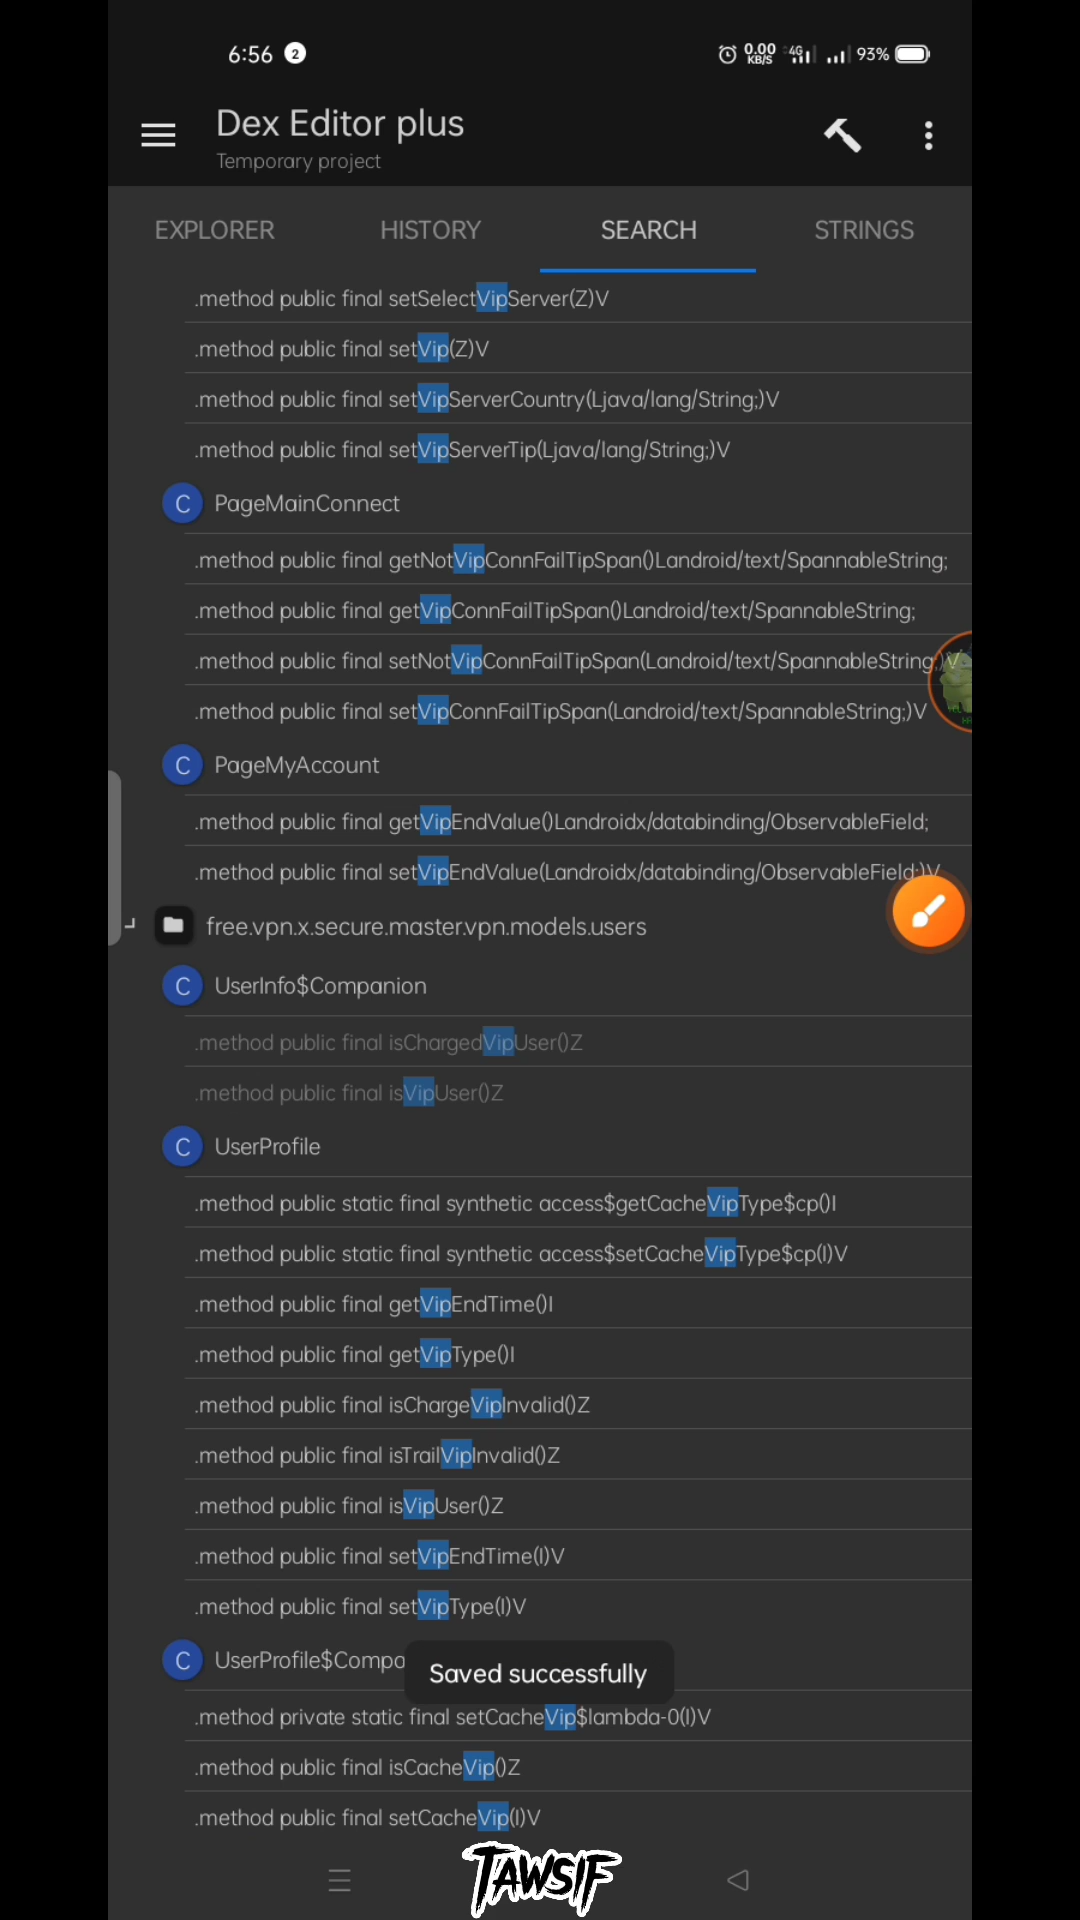 6:56 2 0.00 KB/S 4G 93%
Dex Editor plus
Temporary project
EXPLORER HISTORY SEARCH STRINGS
.method public final setSelectVipServer(Z)V
.method public final setVip(Z)V
.method public final setVipServerCountry(Ljava/lang/String;)V
.method public final setVipServerTip(Ljava/lang/String;)V
C PageMainConnect
.method public final getNotVipConnFailTipSpan()Landroid/text/SpannableString;
.method public final getVipConnFailTipSpan()Landroid/text/SpannableString;
.method public final setNotVipConnFailTipSpan(Landroid/text/SpannableString;)V
.method public final setVipConnFailTipSpan(Landroid/text/SpannableString;)V
C PageMyAccount
.method public final getVipEndValue()Landroidx/databinding/ObservableField;
.method public final setVipEndValue(Landroidx/databinding/ObservableField;)V
free.vpn.x.secure.master.vpn.models.users
C UserInfo$Companion
.method public final isChargedVipUser()Z
.method public final isVipUser()Z
C UserProfile
.method public static final synthetic access$getCacheVipType$cp()I
.method public static final synthetic access$setCacheVipType$cp(I)V
.method public final getVipEndTime()I
.method public final getVipType()I
.method public final isChargeVipInvalid()Z
.method public final isTrailVipInvalid()Z
.method public final isVipUser()Z
.method public final setVipEndTime(I)V
.method public final setVipType(I)V
C UserProfile$Compa
Saved successfully
.method private static final setCacheVip$lambda-0(I)V
.method public final isCacheVip()Z
.method public final setCacheVip(I)V
TAWSIF